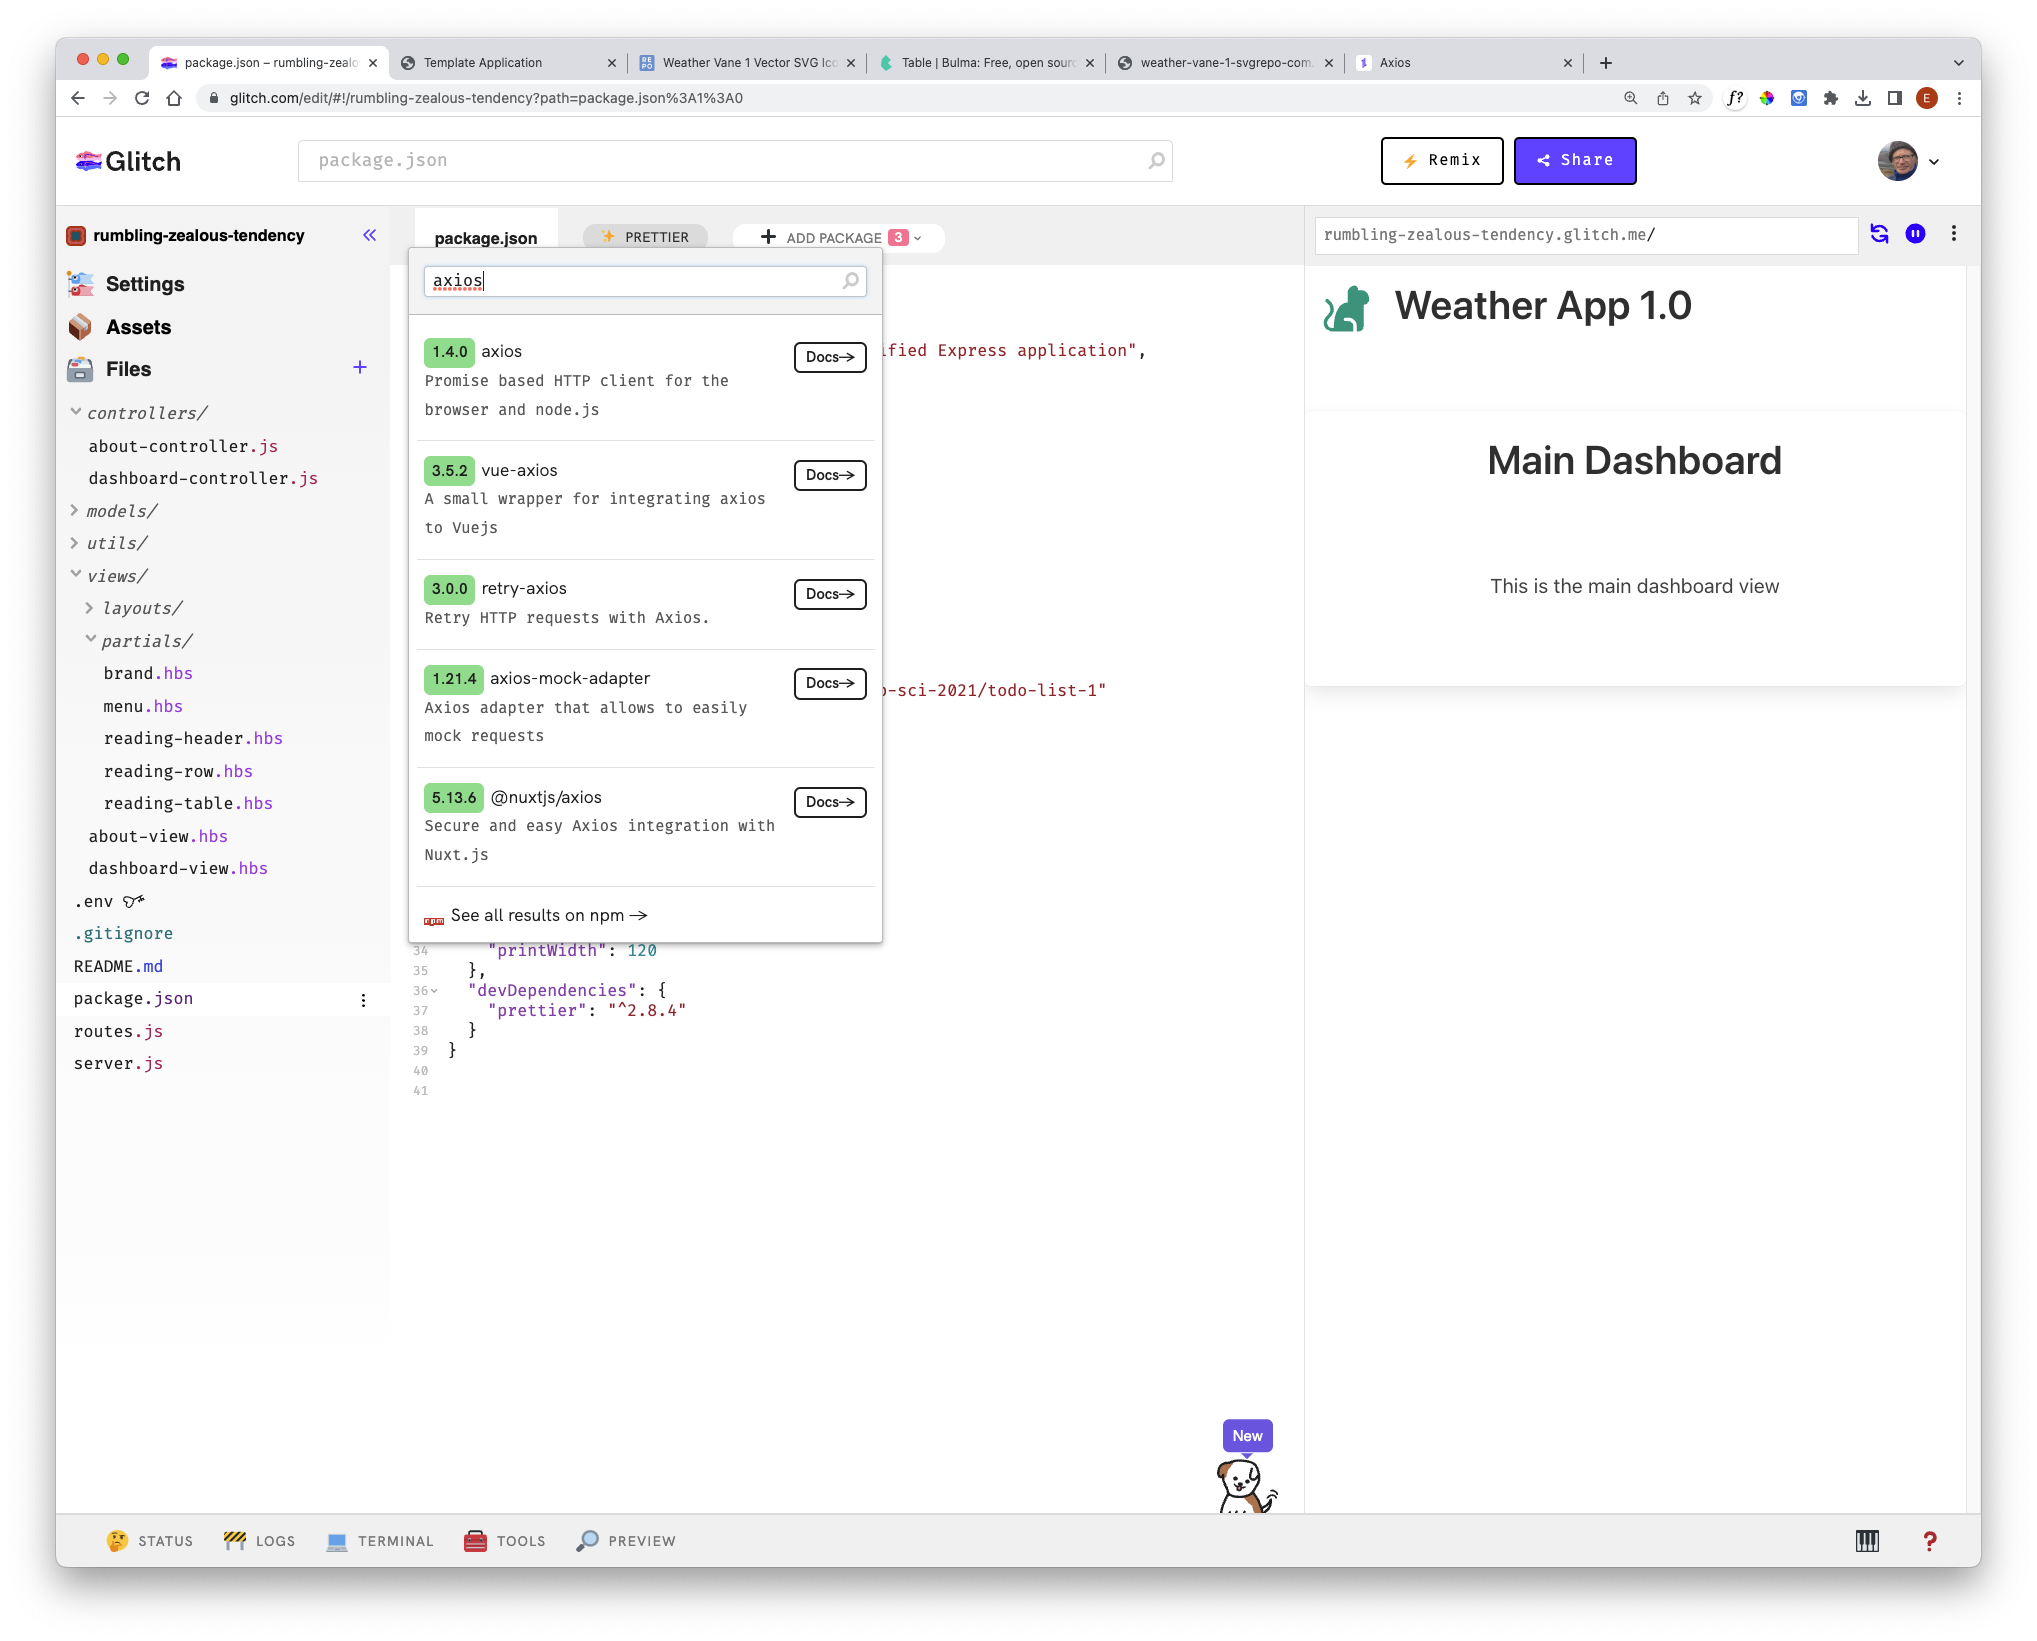 package.json – rumbling-zealo
Template Application
Weather Vane 1 Vector SVG Ico
Table | Bulma: Free, open sourc
weather-vane-1-svgrepo-com.
Axios
glitch.com/edit/#!/rumbling-zealous-tendency?path=package.json%3A1%3A0
f?
E
Glitch
package.json
Remix
Share
rumbling-zealous-tendency
Settings
Assets
Files
controllers/
about-controller.js
dashboard-controller.js
models/
utils/
views/
layouts/
partials/
brand.hbs
menu.hbs
reading-header.hbs
reading-row.hbs
reading-table.hbs
about-view.hbs
dashboard-view.hbs
.env
.gitignore
README.md
package.json
routes.js
server.js
package.json
PRETTIER
ADD PACKAGE 3
axios
1.4.0 axios
Docs→
Promise based HTTP client for the
browser and node.js
3.5.2 vue-axios
Docs→
A small wrapper for integrating axios
to Vuejs
3.0.0 retry-axios
Docs→
Retry HTTP requests with Axios.
1.21.4 axios-mock-adapter
Docs→
Axios adapter that allows to easily
mock requests
5.13.6 @nuxtjs/axios
Docs→
Secure and easy Axios integration with
Nuxt.js
npm See all results on npm →
ified Express application",
-sci-2021/todo-list-1"
34 "printWidth": 120
35 },
36 "devDependencies": {
37 "prettier": "^2.8.4"
38 }
39 }
40
41
New
rumbling-zealous-tendency.glitch.me/
Weather App 1.0
Main Dashboard
This is the main dashboard view
STATUS
LOGS
TERMINAL
TOOLS
PREVIEW
?